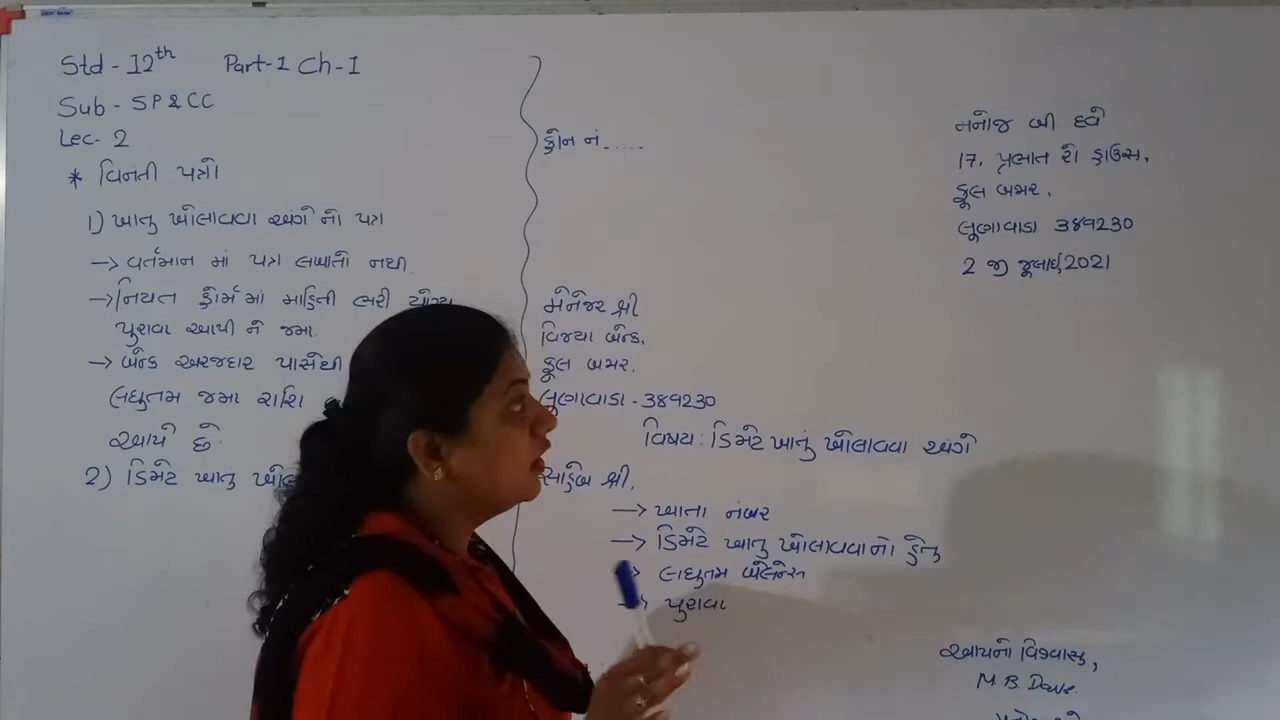 Std - 12th Part-1 Ch-1
Sub - SP & CC
Lec- 2
* વિનંતી પત્રો
1) ખાતુ ખોલાવવા અંગે નો પત્ર
→ વર્તમાન માં પત્ર લખાતો નથી.
→ નિયત ફોર્મ માં માહિતી ભરી યોગ્ય
પુરાવા આપી ને જમા.
→ બેન્ક અરજદાર પાસેથી
લઘુતમ જમા રાશિ
આપે છે.
2) ડિમેટ ખાતુ
ફોન નં.....
મનોજ બી દવે
17, પ્રભાત રો હાઉસ,
ફૂલ બજાર,
લૂણાવાડા 389230
2 જી જૂલાઈ 2021
મેનેજર શ્રી
વિજયા બેન્ક,
ફૂલ બજાર,
લૂણાવાડા - 389230
વિષય: ડિમેટ ખાતું ખોલાવવા અંગે
સાહેબ શ્રી,
→ ખાતા નંબર
→ ડિમેટ ખાતુ ખોલાવવાનો હેતુ
→ લઘુતમ બેલેન્સ
→ પુરાવા
આપનો વિશ્વાસુ,
M. B. Dave.